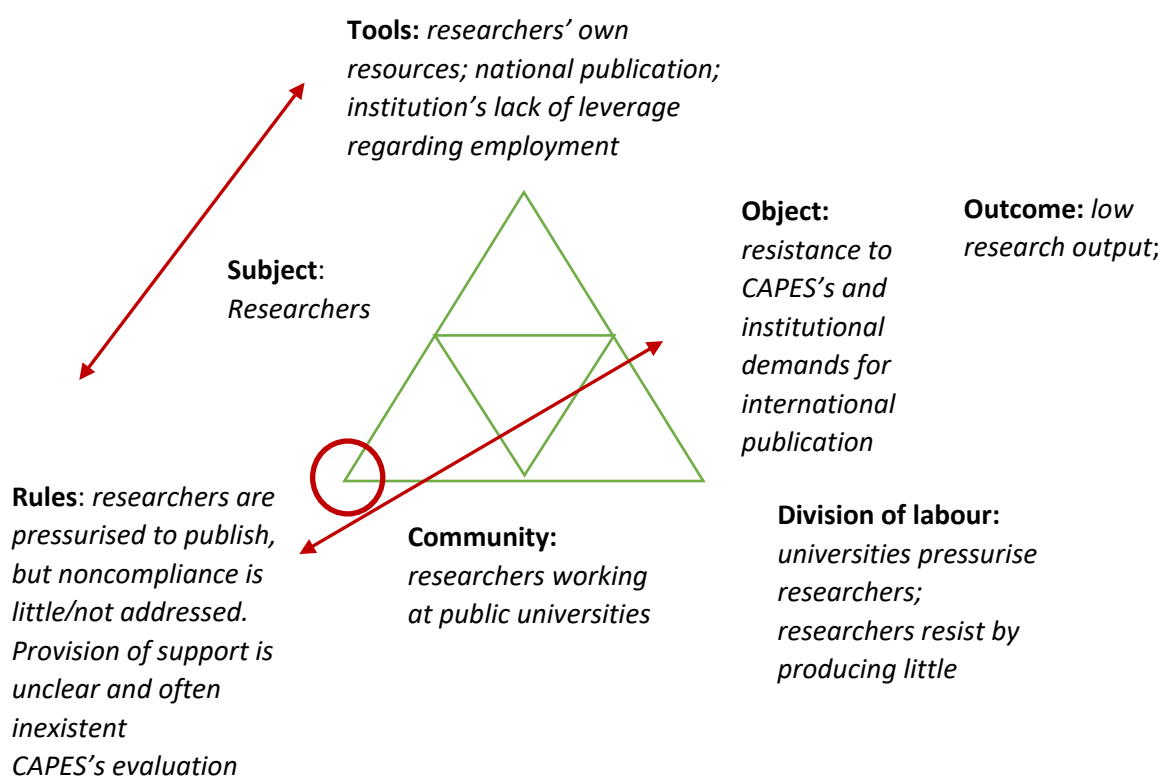 Tools: researchers’ own
resources; national publication;
institution’s lack of leverage
regarding employment
Subject:
Researchers
Object:
resistance to
CAPES’s and
institutional
demands for
international
publication
Outcome: low
research output;
Rules: researchers are
pressurised to publish,
but noncompliance is
little/not addressed.
Provision of support is
unclear and often
inexistent
CAPES’s evaluation
Community:
researchers working
at public universities
Division of labour:
universities pressurise
researchers;
researchers resist by
producing little